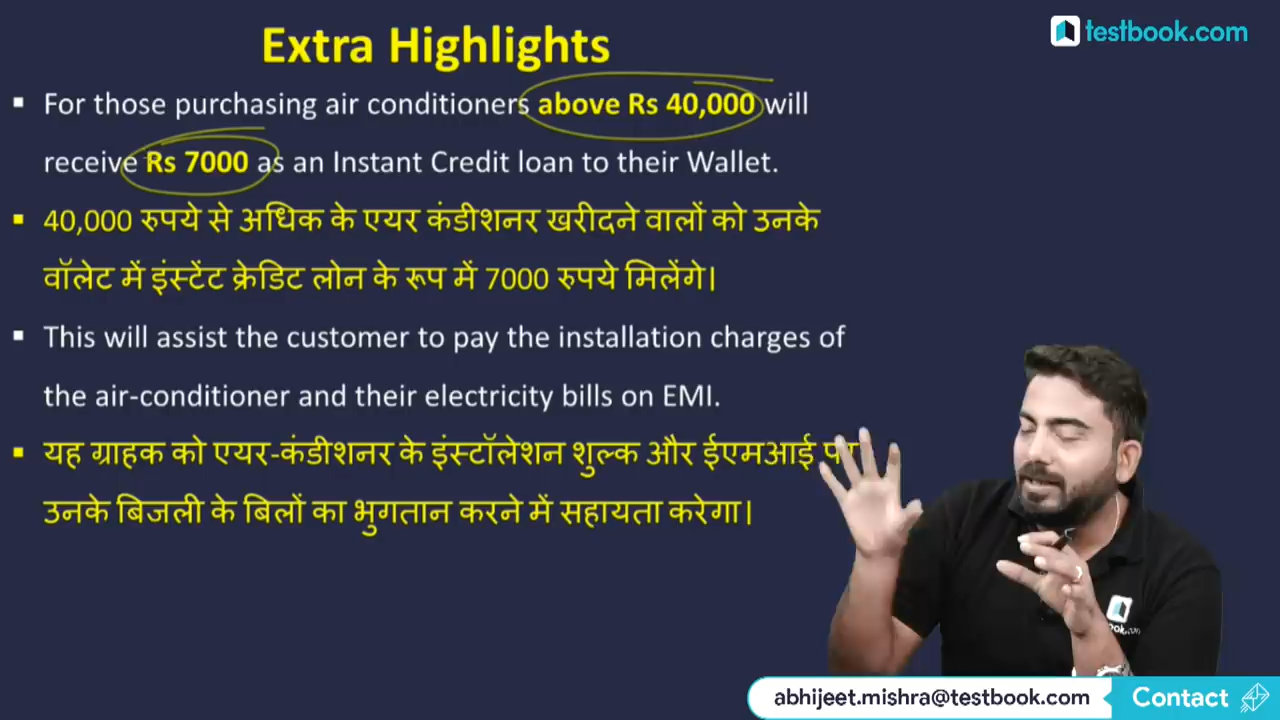 Extra Highlights
testbook.com
▪ For those purchasing air conditioners above Rs 40,000 will
receive Rs 7000 as an Instant Credit loan to their Wallet.
▪ 40,000 रुपये से अधिक के एयर कंडीशनर खरीदने वालों को उनके
वॉलेट में इंस्टेंट क्रेडिट लोन के रूप में 7000 रुपये मिलेंगे।
▪ This will assist the customer to pay the installation charges of
the air-conditioner and their electricity bills on EMI.
▪ यह ग्राहक को एयर-कंडीशनर के इंस्टॉलेशन शुल्क और ईएमआई
उनके बिजली के बिलों का भुगतान करने में सहायता करेगा।
abhijeet.mishra@testbook.com
Contact